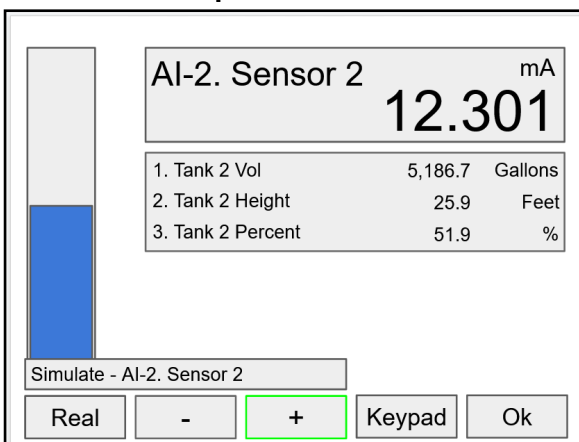 AI-2. Sensor 2 mA
12.301
1. Tank 2 Vol 5,186.7 Gallons
2. Tank 2 Height 25.9 Feet
3. Tank 2 Percent 51.9 %
Simulate - AI-2. Sensor 2
Real - + Keypad Ok